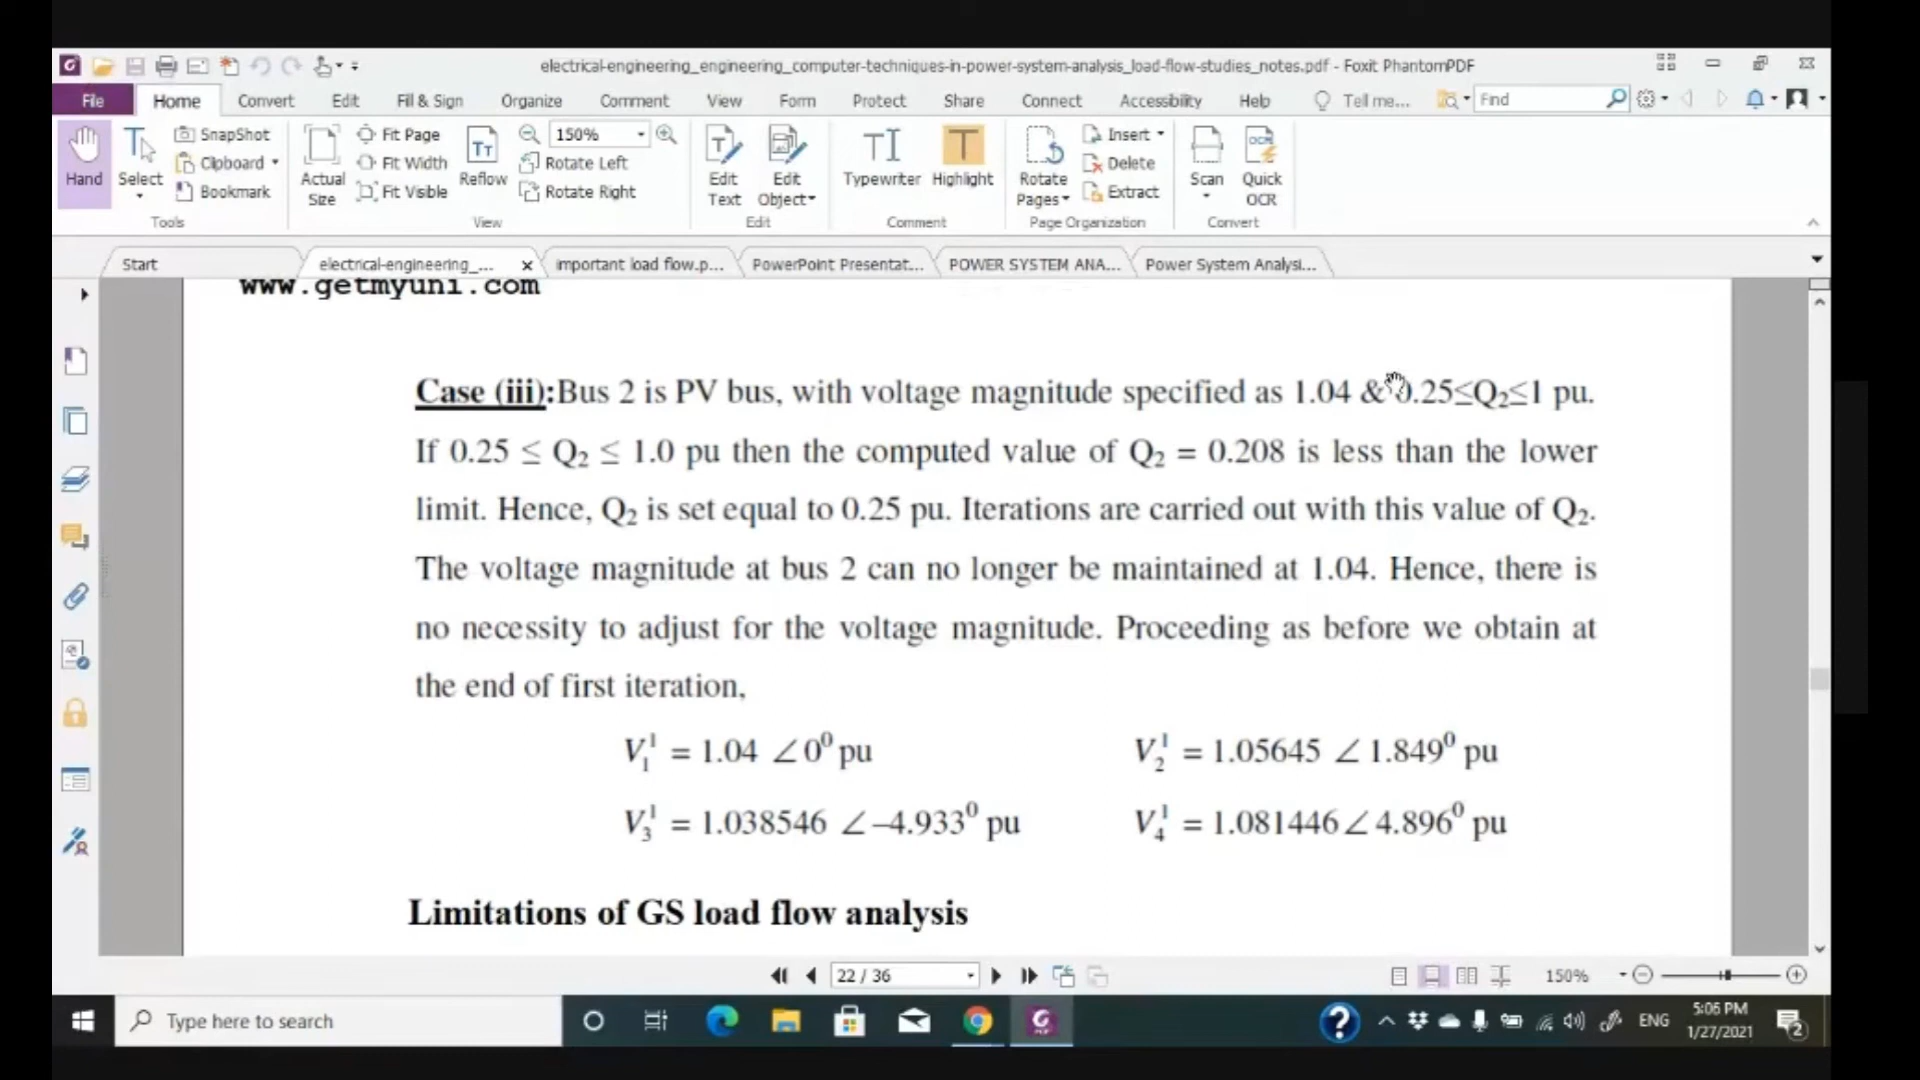 electrical-engineering_engineering_computer-techniques-in-power-system-analysis_load-flow-studies_notes.pdf - Foxit PhantomPDF
File Home Convert Edit Fill & Sign Organize Comment View Form Protect Share Connect Accessibility Help Tell me... Find
Hand
Select
SnapShot
Clipboard
Bookmark
Tools
Actual Size
Fit Page
Fit Width
Fit Visible
Reflow
150%
Rotate Left
Rotate Right
View
Edit Text
Edit Object
Edit
Typewriter
Highlight
Comment
Rotate Pages
Insert
Delete
Extract
Page Organization
Scan
Quick OCR
Convert
Start electrical-engineering_... important load flow.p... PowerPoint Presentat... POWER SYSTEM ANA... Power System Analysi...
www.getmyuni.com
Case (iii):Bus 2 is PV bus, with voltage magnitude specified as 1.04 & 0.25≤Q₂≤1 pu.
If 0.25 ≤ Q₂ ≤ 1.0 pu then the computed value of Q₂ = 0.208 is less than the lower
limit. Hence, Q₂ is set equal to 0.25 pu. Iterations are carried out with this value of Q₂.
The voltage magnitude at bus 2 can no longer be maintained at 1.04. Hence, there is
no necessity to adjust for the voltage magnitude. Proceeding as before we obtain at
the end of first iteration,
V₁¹ = 1.04 ∠0⁰ pu V₂¹ = 1.05645 ∠ 1.849⁰ pu
V₃¹ = 1.038546 ∠–4.933⁰ pu V₄¹ = 1.081446∠ 4.896⁰ pu
Limitations of GS load flow analysis
22 / 36
150%
Type here to search
ENG
5:06 PM
1/27/2021
2